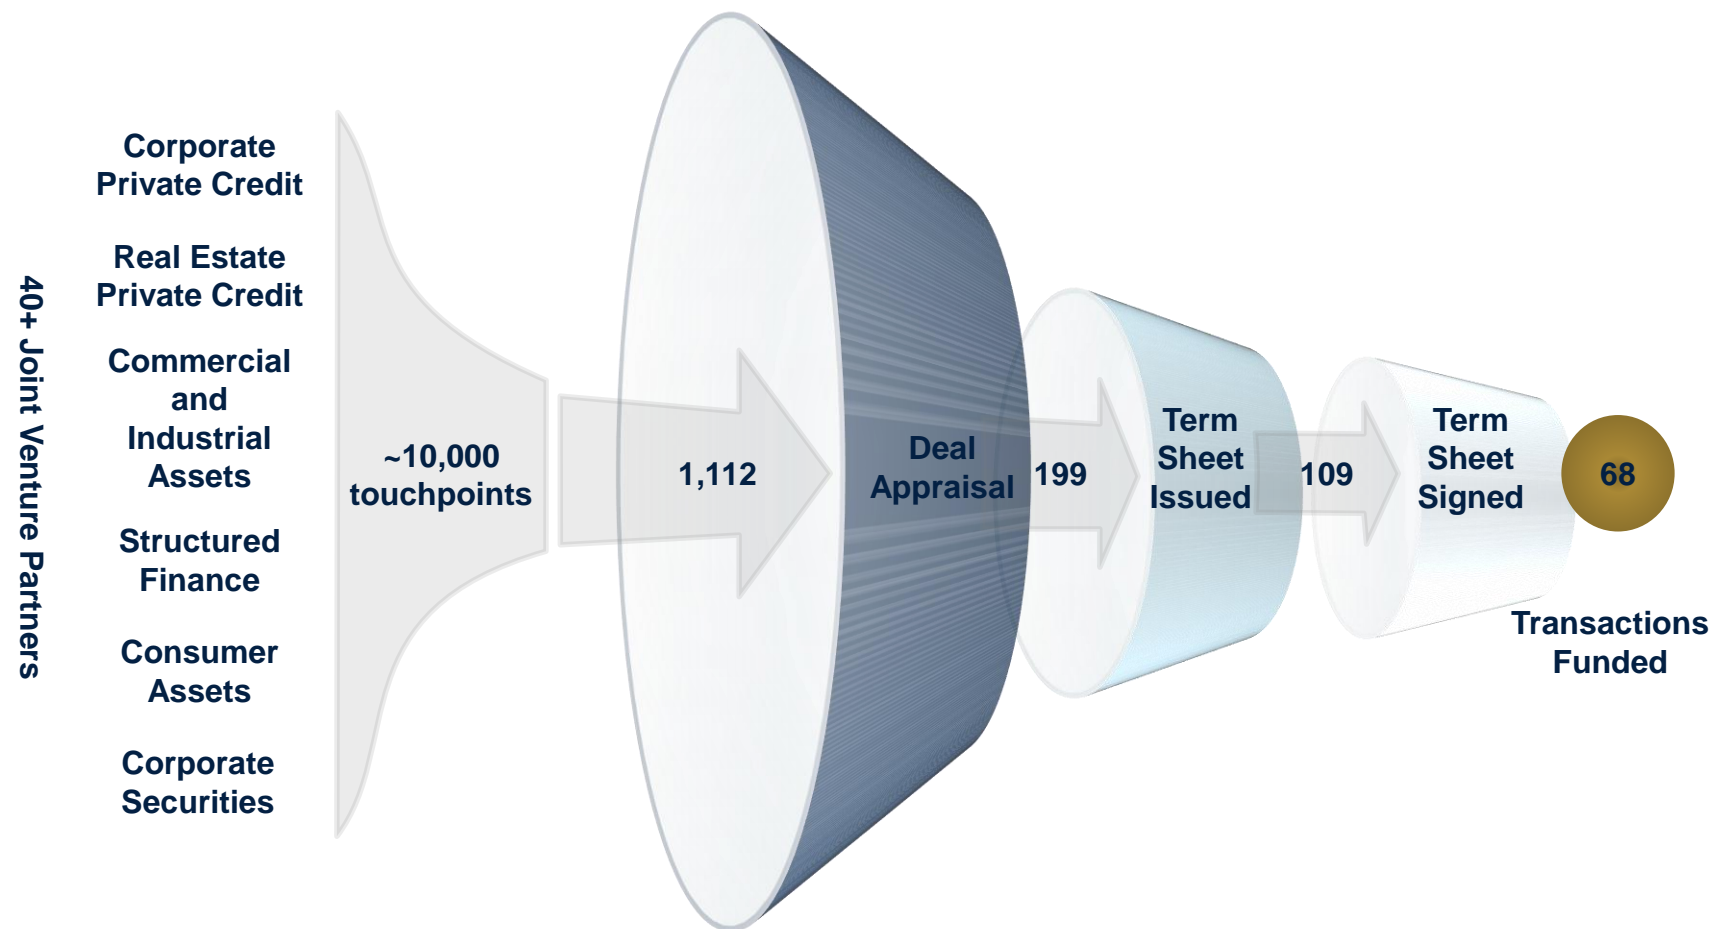 40+ Joint Venture Partners
Corporate
Private Credit
Real Estate
Private Credit
Commercial
and
Industrial
Assets
Structured
Finance
Consumer
Assets
Corporate
Securities
~10,000
touchpoints
1,112
Deal
Appraisal
199
Term
Sheet
Issued
109
Term
Sheet
Signed
68
Transactions
Funded